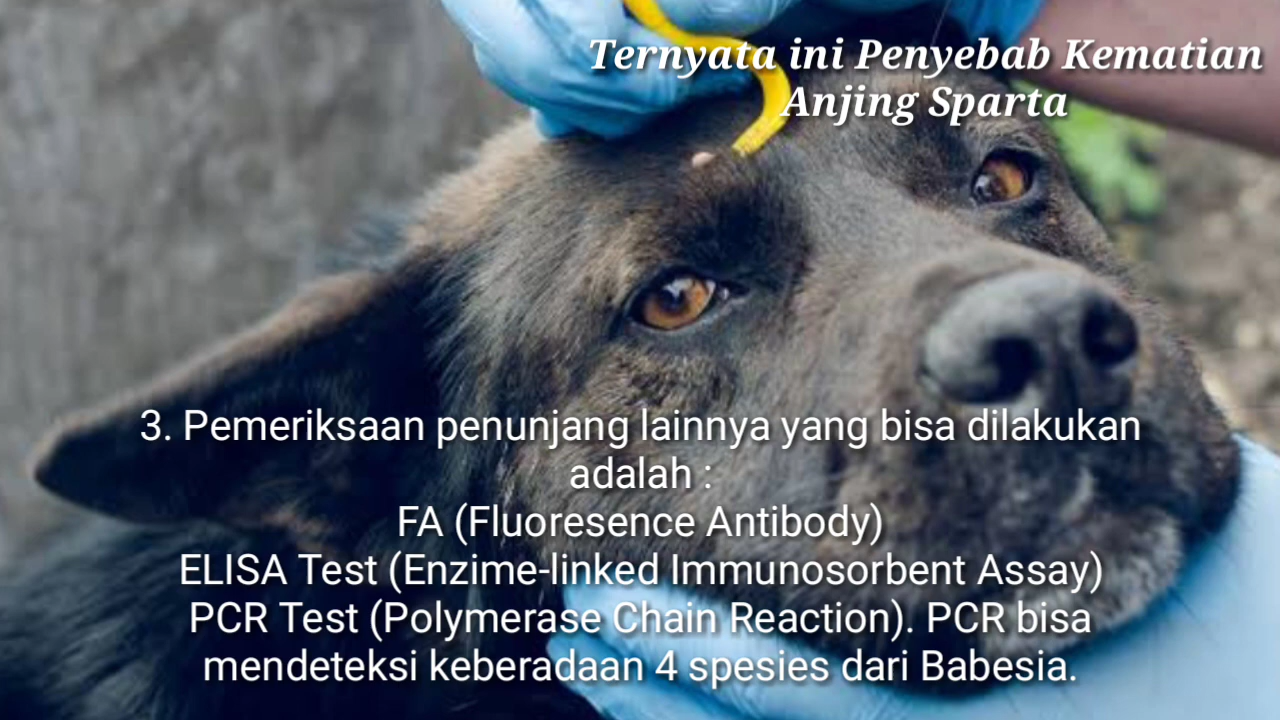 Ternyata ini Penyebab Kematian
Anjing Sparta
3. Pemeriksaan penunjang lainnya yang bisa dilakukan
adalah :
FA (Fluoresence Antibody)
ELISA Test (Enzime-linked Immunosorbent Assay)
PCR Test (Polymerase Chain Reaction). PCR bisa
mendeteksi keberadaan 4 spesies dari Babesia.